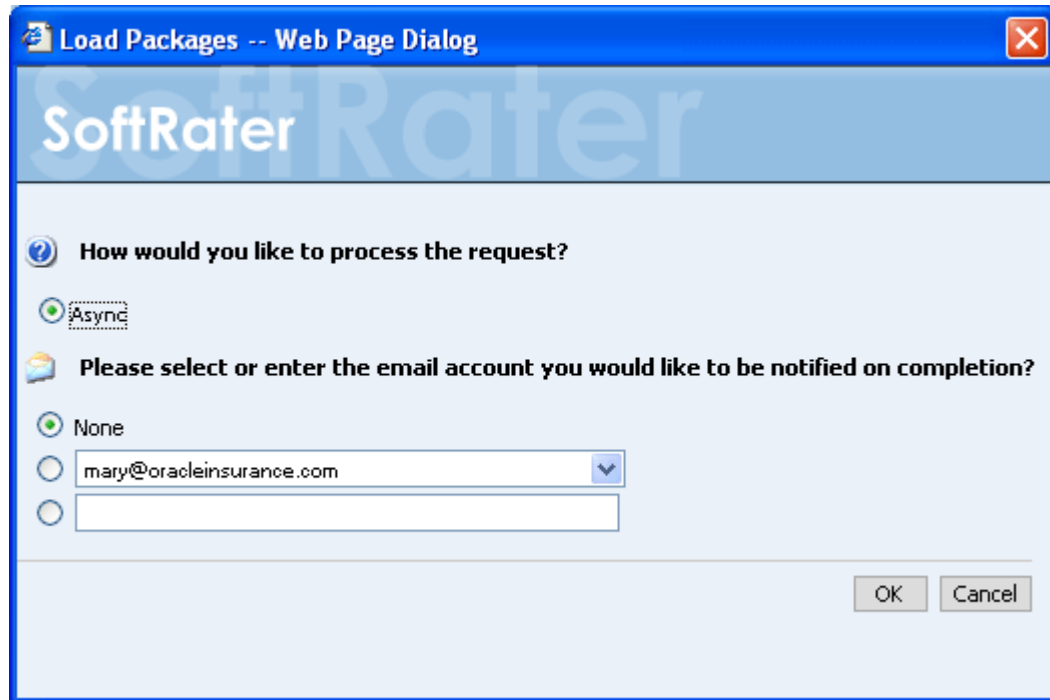 Load Packages -- Web Page Dialog
SoftRater
SoftRater
How would you like to process the request?
Async
Please select or enter the email account you would like to be notified on completion?
None
mary@oracleinsurance.com
OK Cancel